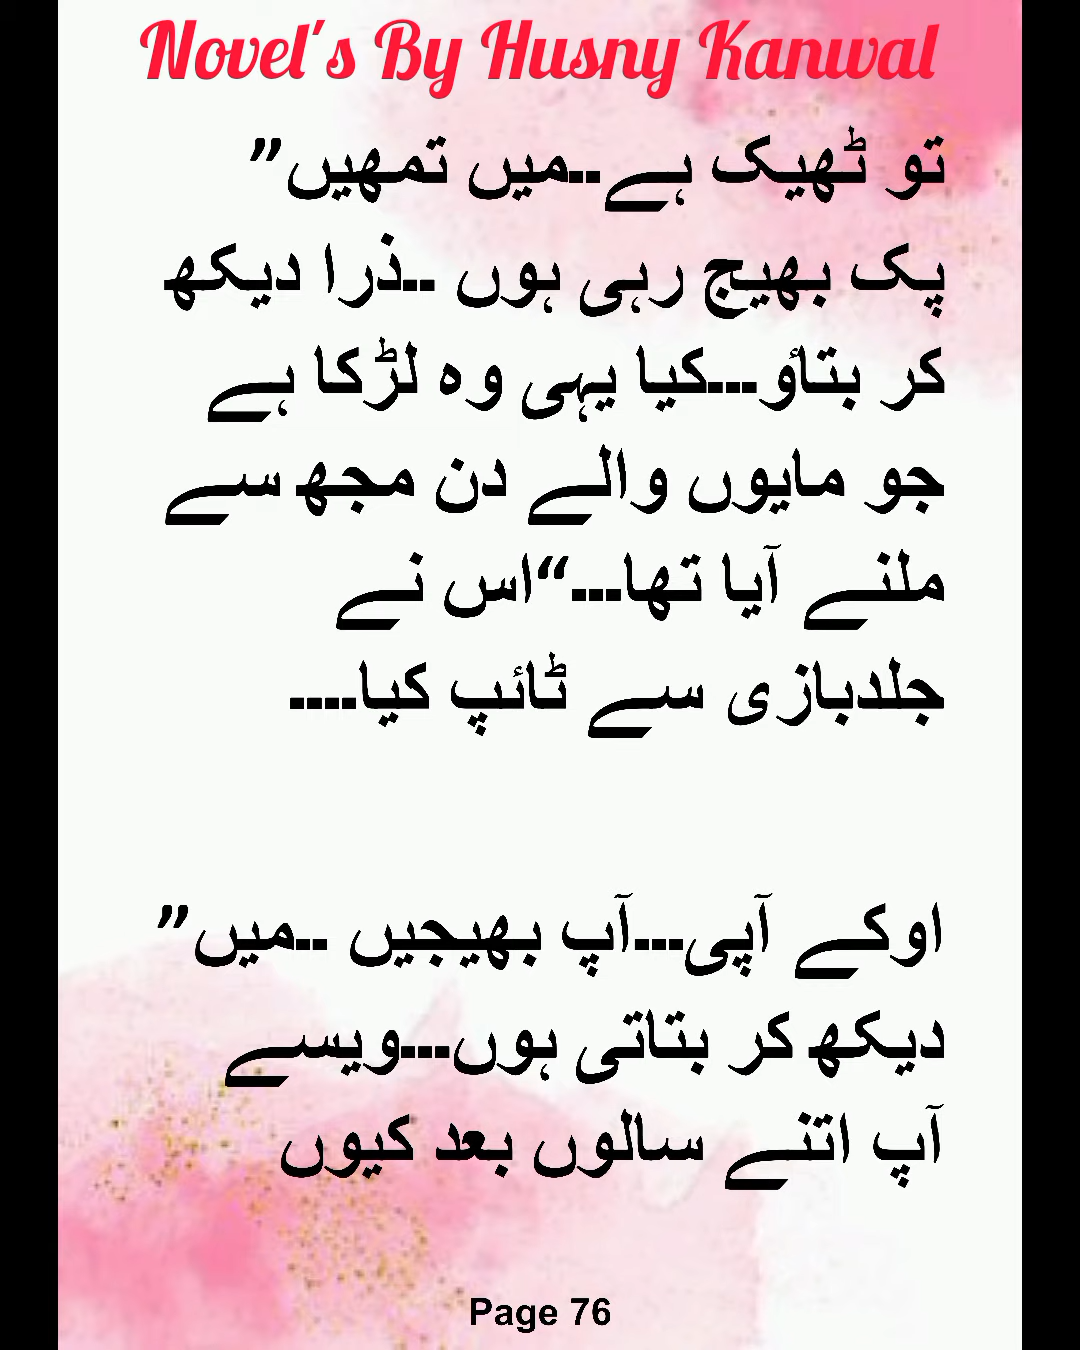 Novel's By Husny Kanwal
تو ٹھیک ہے..میں تمھیں”
پک بھیج رہی ہوں ..ذرا دیکھ
کر بتاؤ...کیا یہی وہ لڑکا ہے
جو مایوں والے دن مجھ سے
ملنے آیا تھا...“اس نے
جلدبازی سے ٹائپ کیا....
اوکے آپی...آپ بھیجیں ..میں”
دیکھ کر بتاتی ہوں...ویسے
آپ اتنے سالوں بعد کیوں
Page 76